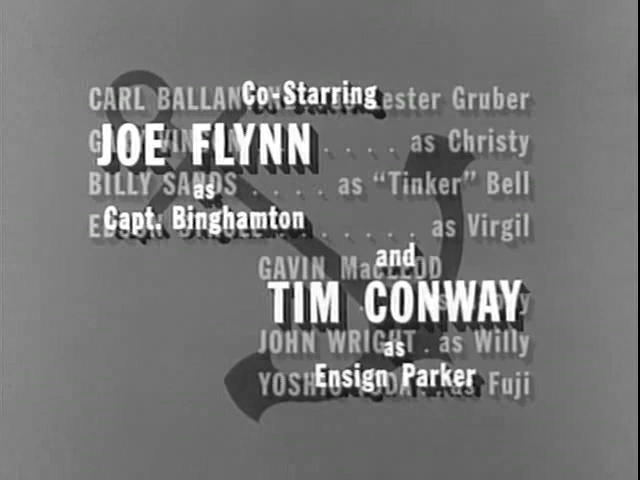 Co-Starring
JOE FLYNN
as
Capt. Binghamton
and
TIM CONWAY
as
Ensign Parker
CARL BALLAN ester Gruber
as Christy
BILLY SANDS . . . . as "Tinker" Bell
. . . . . as Virgil
GAVIN MacLEOD
JOHN WRIGHT . as Willy
as Fuji